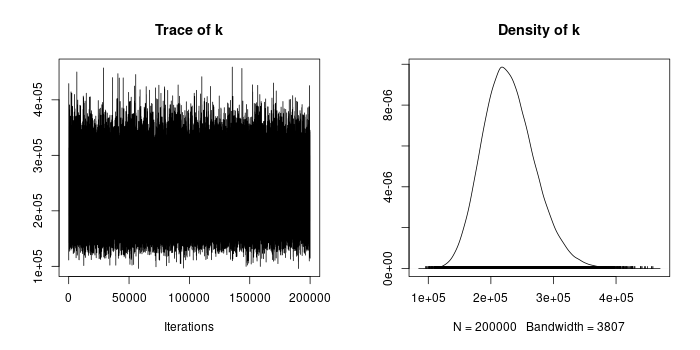 Trace of k
4e+05
3e+05
2e+05
1e+05
0 50000 100000 150000 200000
Iterations
Density of k
8e-06
4e-06
0e+00
1e+05 2e+05 3e+05 4e+05
N = 200000 Bandwidth = 3807